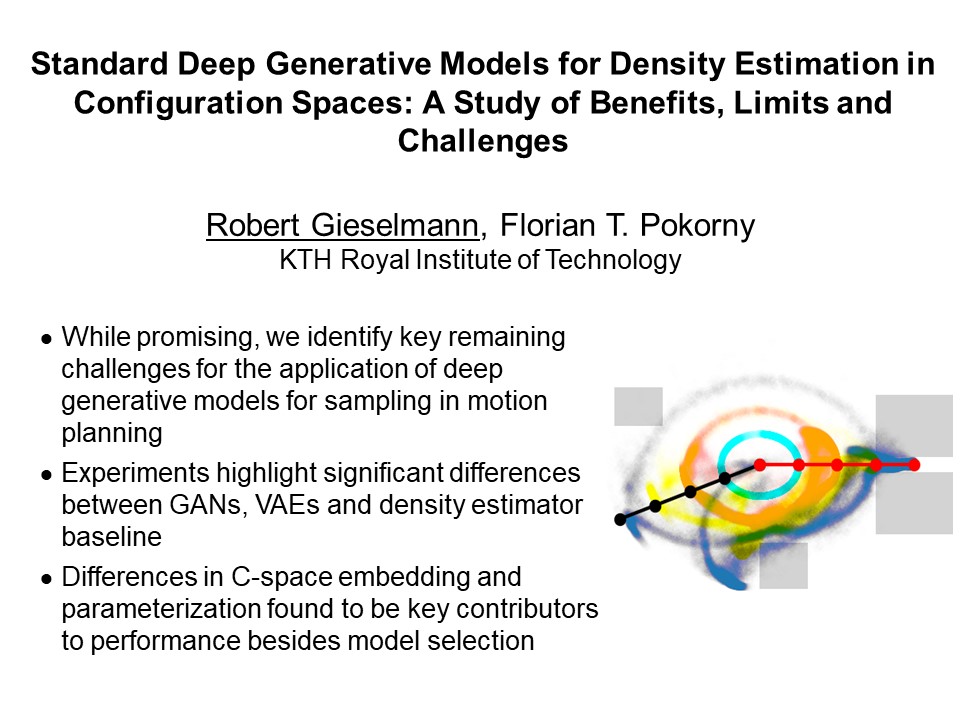 Standard Deep Generative Models for Density Estimation in
Configuration Spaces: A Study of Benefits, Limits and
Challenges
Robert Gieselmann, Florian T. Pokorny
KTH Royal Institute of Technology
• While promising, we identify key remaining
challenges for the application of deep
generative models for sampling in motion
planning
• Experiments highlight significant differences
between GANs, VAEs and density estimator
baseline
• Differences in C-space embedding and
parameterization found to be key contributors
to performance besides model selection